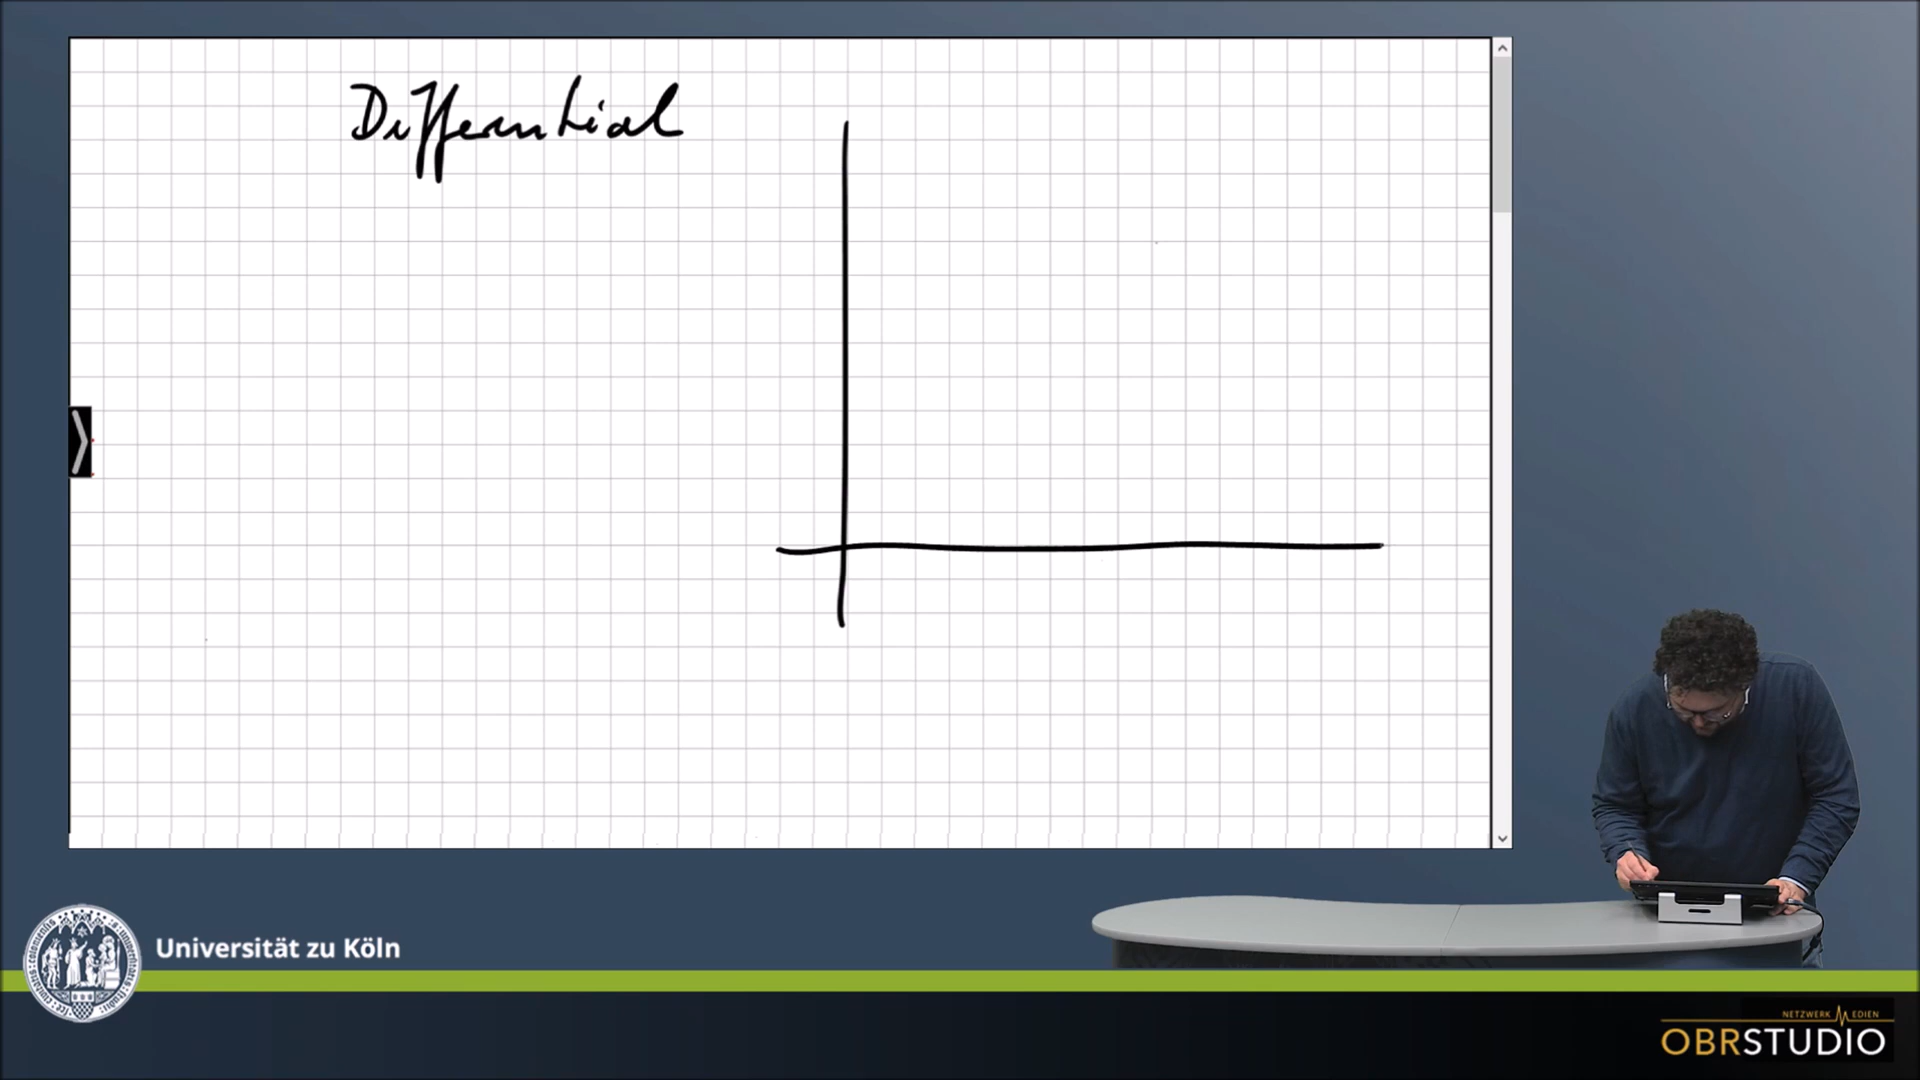 Differential
Universität zu Köln
NETZWERK MEDIEN
OBRSTUDIO